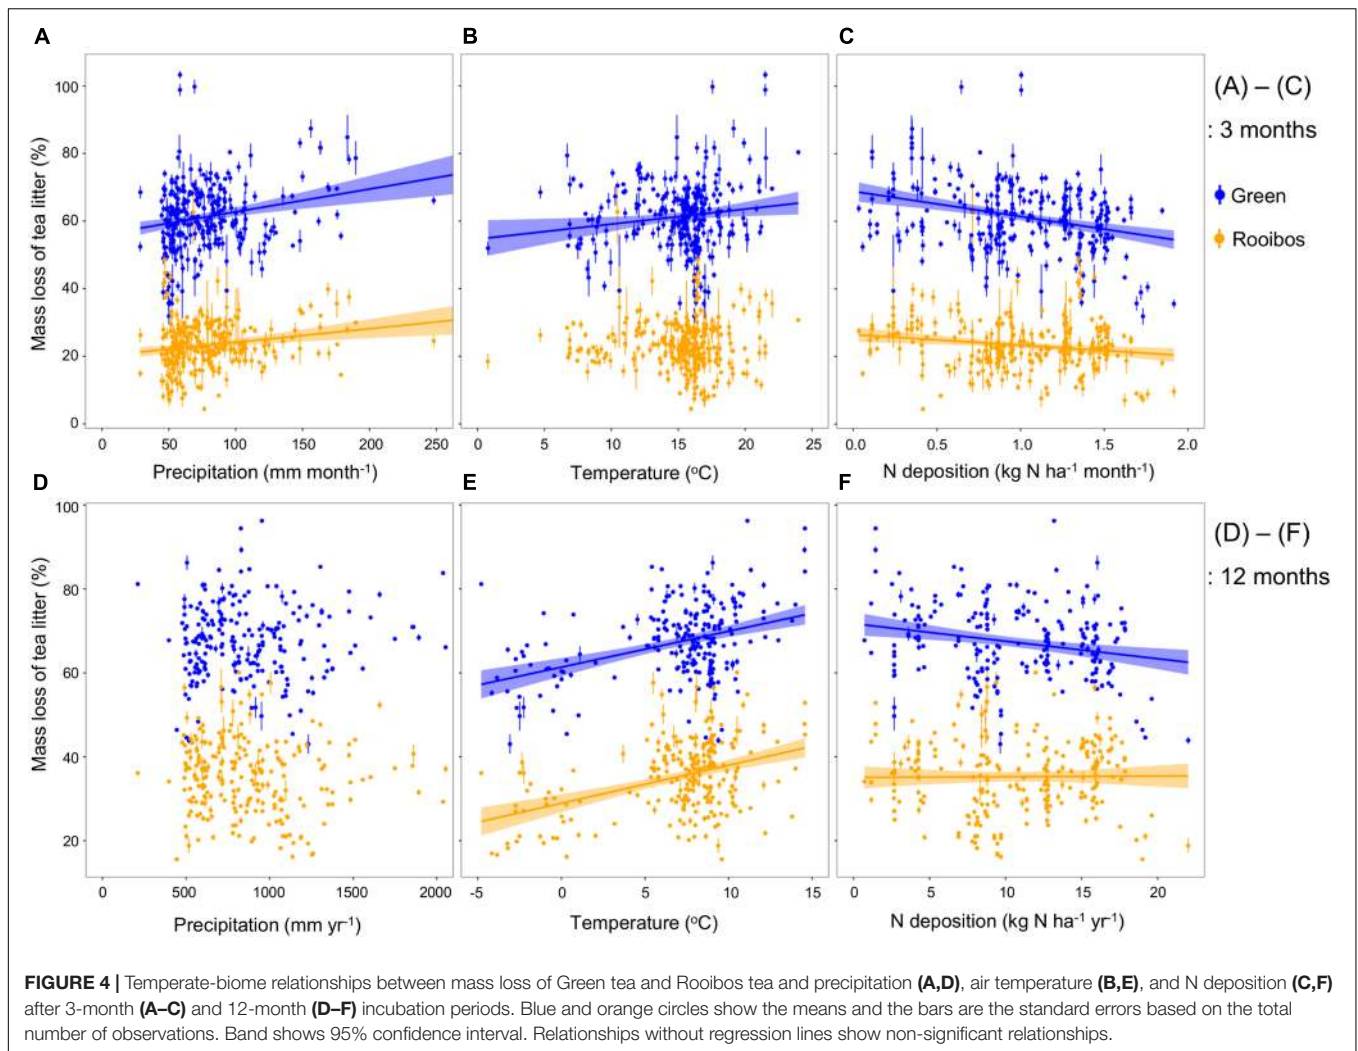 A
B
C
100
80
60
40
20
0
Mass loss of tea litter (%)
0 50 100 150 200 250
Precipitation (mm month⁻¹)
0 5 10 15 20 25
Temperature (°C)
0.0 0.5 1.0 1.5 2.0
N deposition (kg N ha⁻¹ month⁻¹)
(A) – (C)
: 3 months
Green
Rooibos
D
E
F
100
80
60
40
20
Mass loss of tea litter (%)
0 500 1000 1500 2000
Precipitation (mm yr⁻¹)
-5 0 5 10 15
Temperature (°C)
0 5 10 15 20
N deposition (kg N ha⁻¹ yr⁻¹)
(D) – (F)
: 12 months
FIGURE 4 | Temperate-biome relationships between mass loss of Green tea and Rooibos tea and precipitation (A,D), air temperature (B,E), and N deposition (C,F)
after 3-month (A–C) and 12-month (D–F) incubation periods. Blue and orange circles show the means and the bars are the standard errors based on the total
number of observations. Band shows 95% confidence interval. Relationships without regression lines show non-significant relationships.